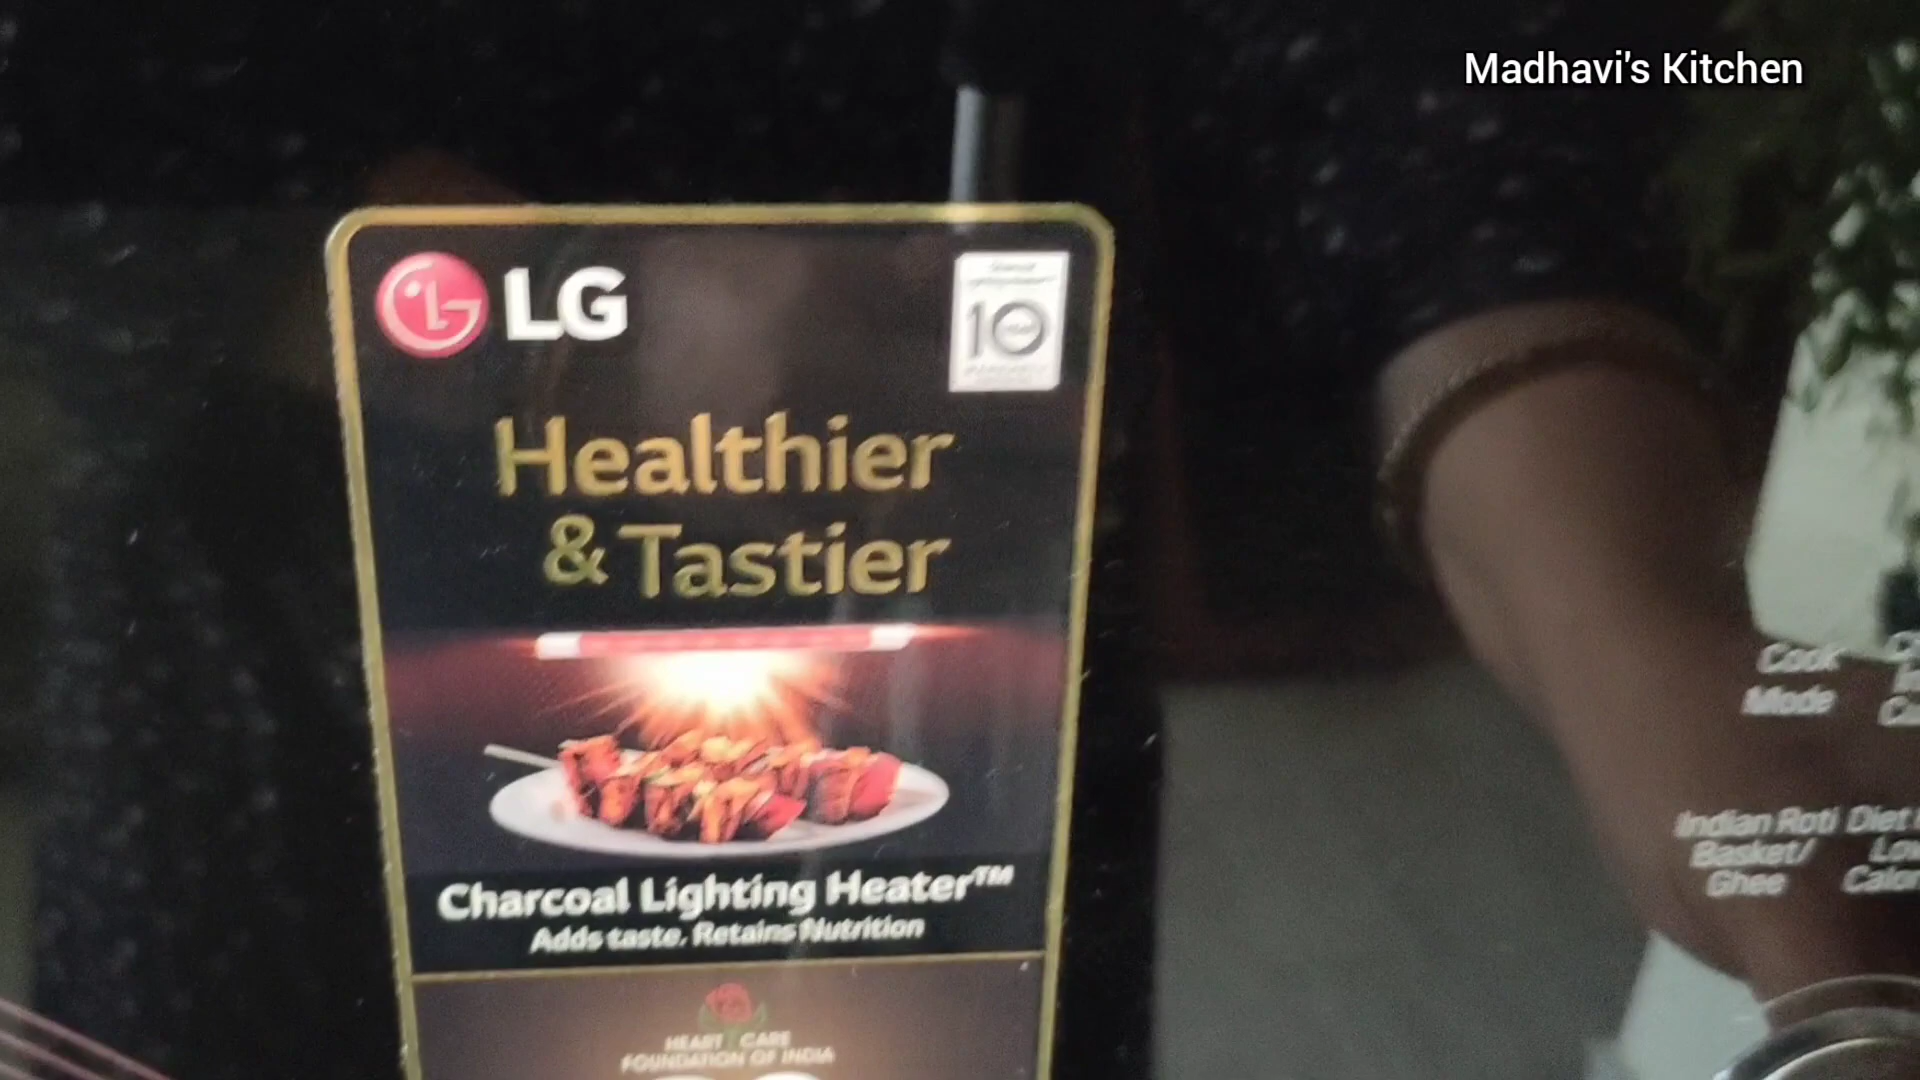 Madhavi's Kitchen
LG
10
Healthier
& Tastier
Charcoal Lighting Heater™
Adds taste, Retains Nutrition
HEART CARE
FOUNDATION OF INDIA
Cook
Mode
Indian Roti
Basket/
Ghee
Diet